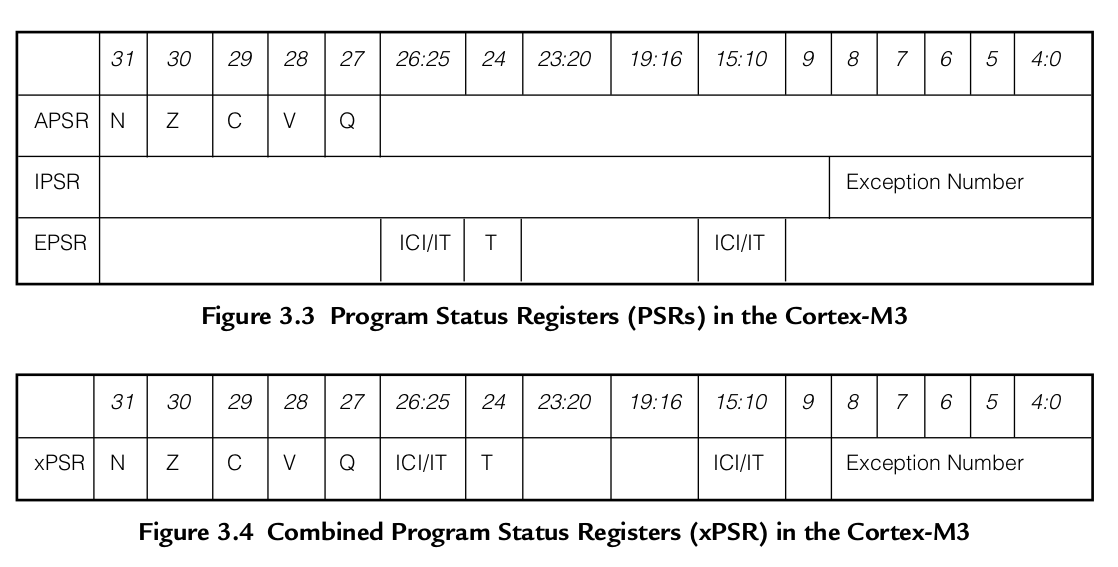 31 30 29 28 27 26:25 24 23:20 19:16 15:10 9 8 7 6 5 4:0
APSR N Z C V Q
IPSR Exception Number
EPSR ICI/IT T ICI/IT
Figure 3.3 Program Status Registers (PSRs) in the Cortex-M3
31 30 29 28 27 26:25 24 23:20 19:16 15:10 9 8 7 6 5 4:0
xPSR N Z C V Q ICI/IT T ICI/IT Exception Number
Figure 3.4 Combined Program Status Registers (xPSR) in the Cortex-M3